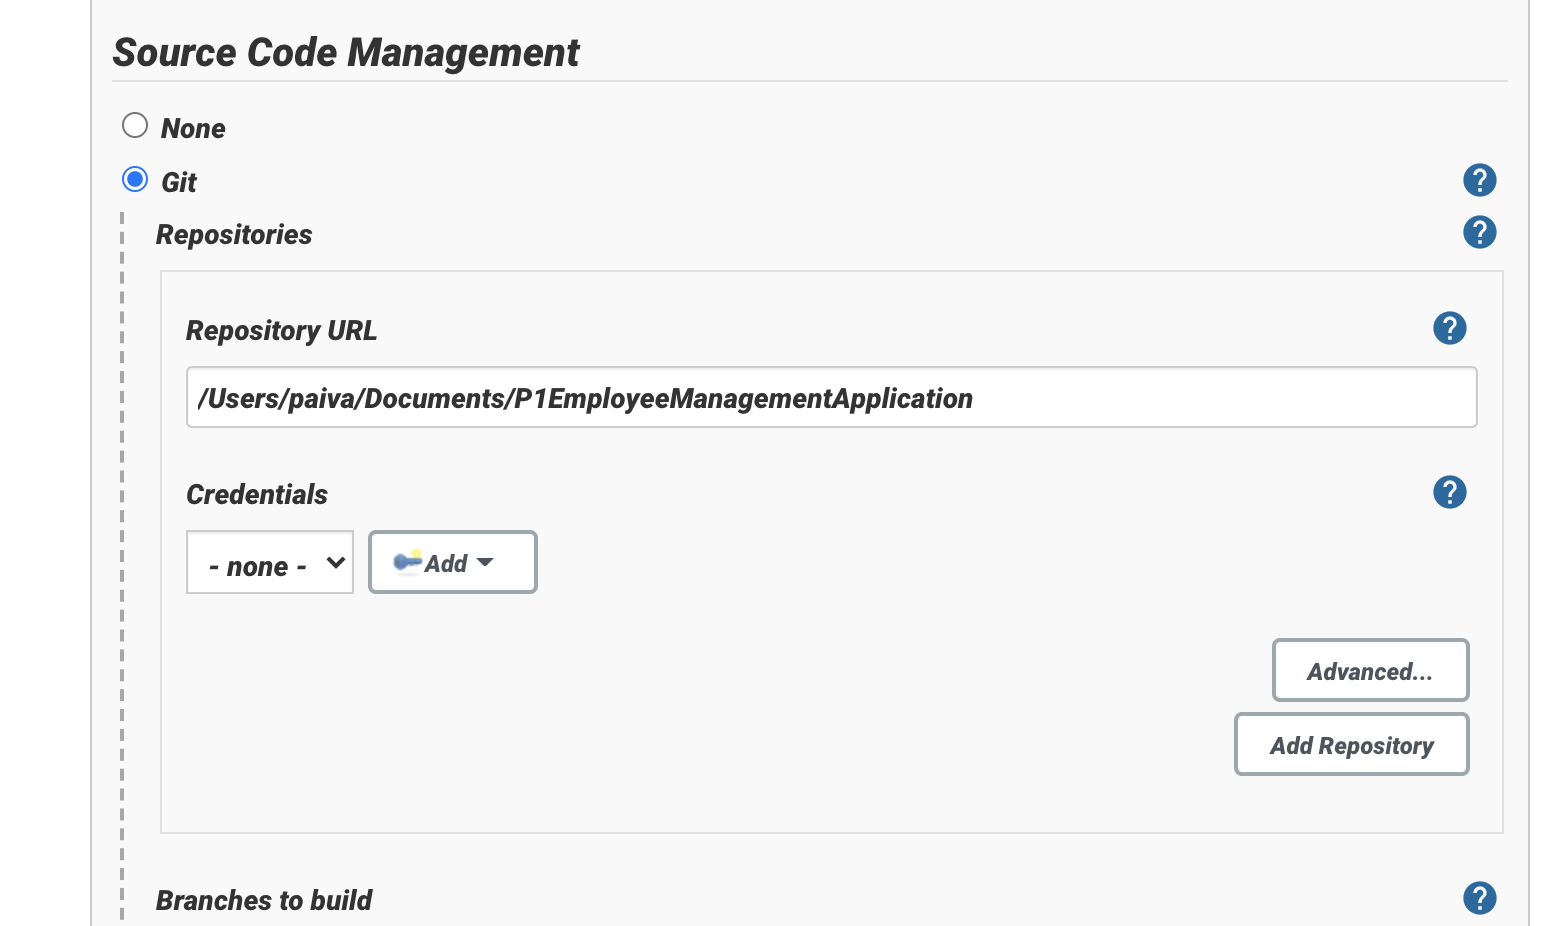 Source Code Management
None
Git
?
Repositories
?
Repository URL
?
/Users/paiva/Documents/P1EmployeeManagementApplication
Credentials
?
- none -
Add
Advanced...
Add Repository
Branches to build
?